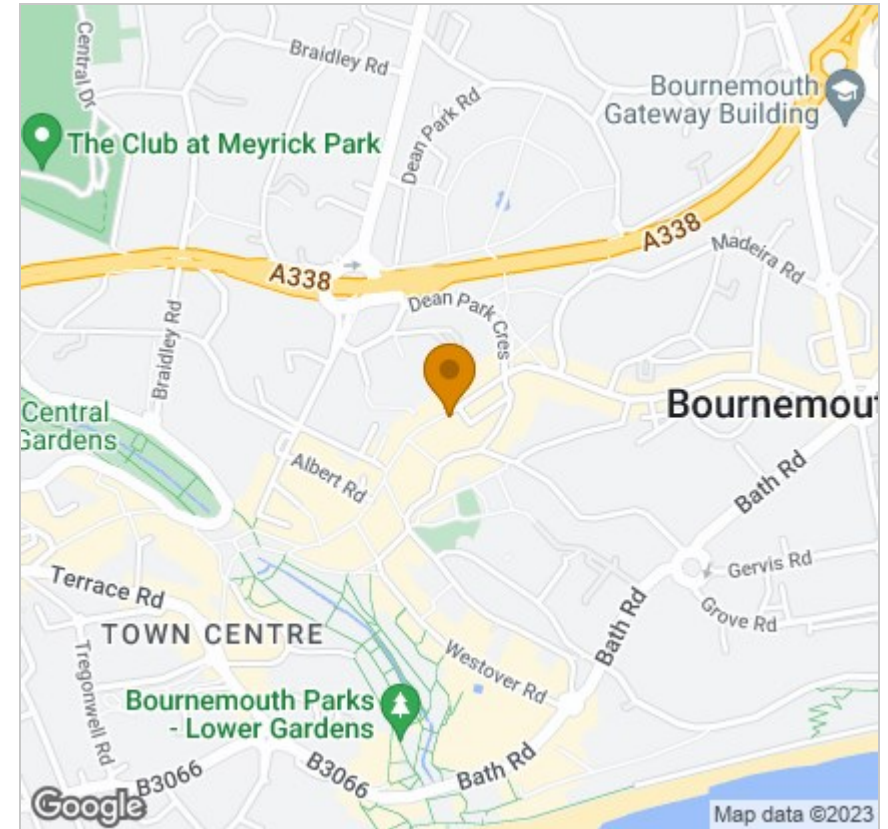 Central Dr
Braidley Rd
Dean Park Rd
Bournemouth
Gateway Building
The Club at Meyrick Park
A338
Madeira Rd
A338
Dean Park Cres
Braidley Rd
Central
Gardens
Bournemou
Albert Rd
Bath Rd
Gervis Rd
Grove Rd
Terrace Rd
TOWN CENTRE
Bath Rd
Tregonwell Rd
Westover Rd
Bournemouth Parks
- Lower Gardens
B3066
B3066
Bath Rd
Google
Map data ©2023